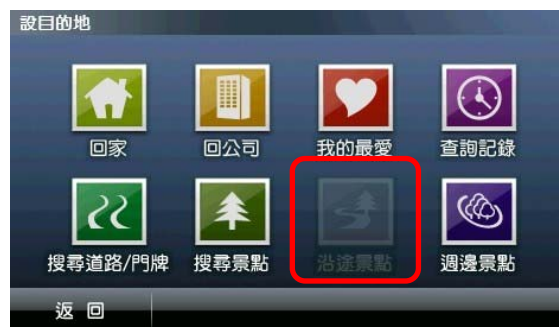 設目的地
回家 回公司 我的最愛 查詢記錄
搜尋道路/門牌 搜尋景點 沿途景點 週邊景點
返 回